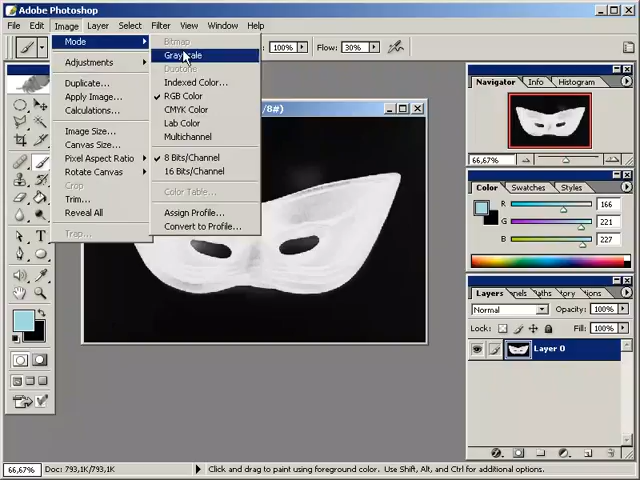 Adobe Photoshop
File Edit Image Layer Select Filter View Window Help
Mode
Adjustments
Duplicate...
Apply Image...
Calculations...
Image Size...
Canvas Size...
Pixel Aspect Ratio
Rotate Canvas
Crop
Trim...
Reveal All
Trap...
Bitmap
Grayscale
Duotone
Indexed Color...
RGB Color
CMYK Color
Lab Color
Multichannel
8 Bits/Channel
16 Bits/Channel
Color Table...
Assign Profile...
Convert to Profile...
100% Flow: 30%
/8#)
Navigator Info Histogram
66,67%
Color Swatches Styles
R 166
G 221
B 227
Layers
Normal Opacity: 100%
Lock: Fill: 100%
Layer 0
66,67% Doc: 793,1K/793,1K Click and drag to paint using foreground color. Use Shift, Alt, and Ctrl for additional options.